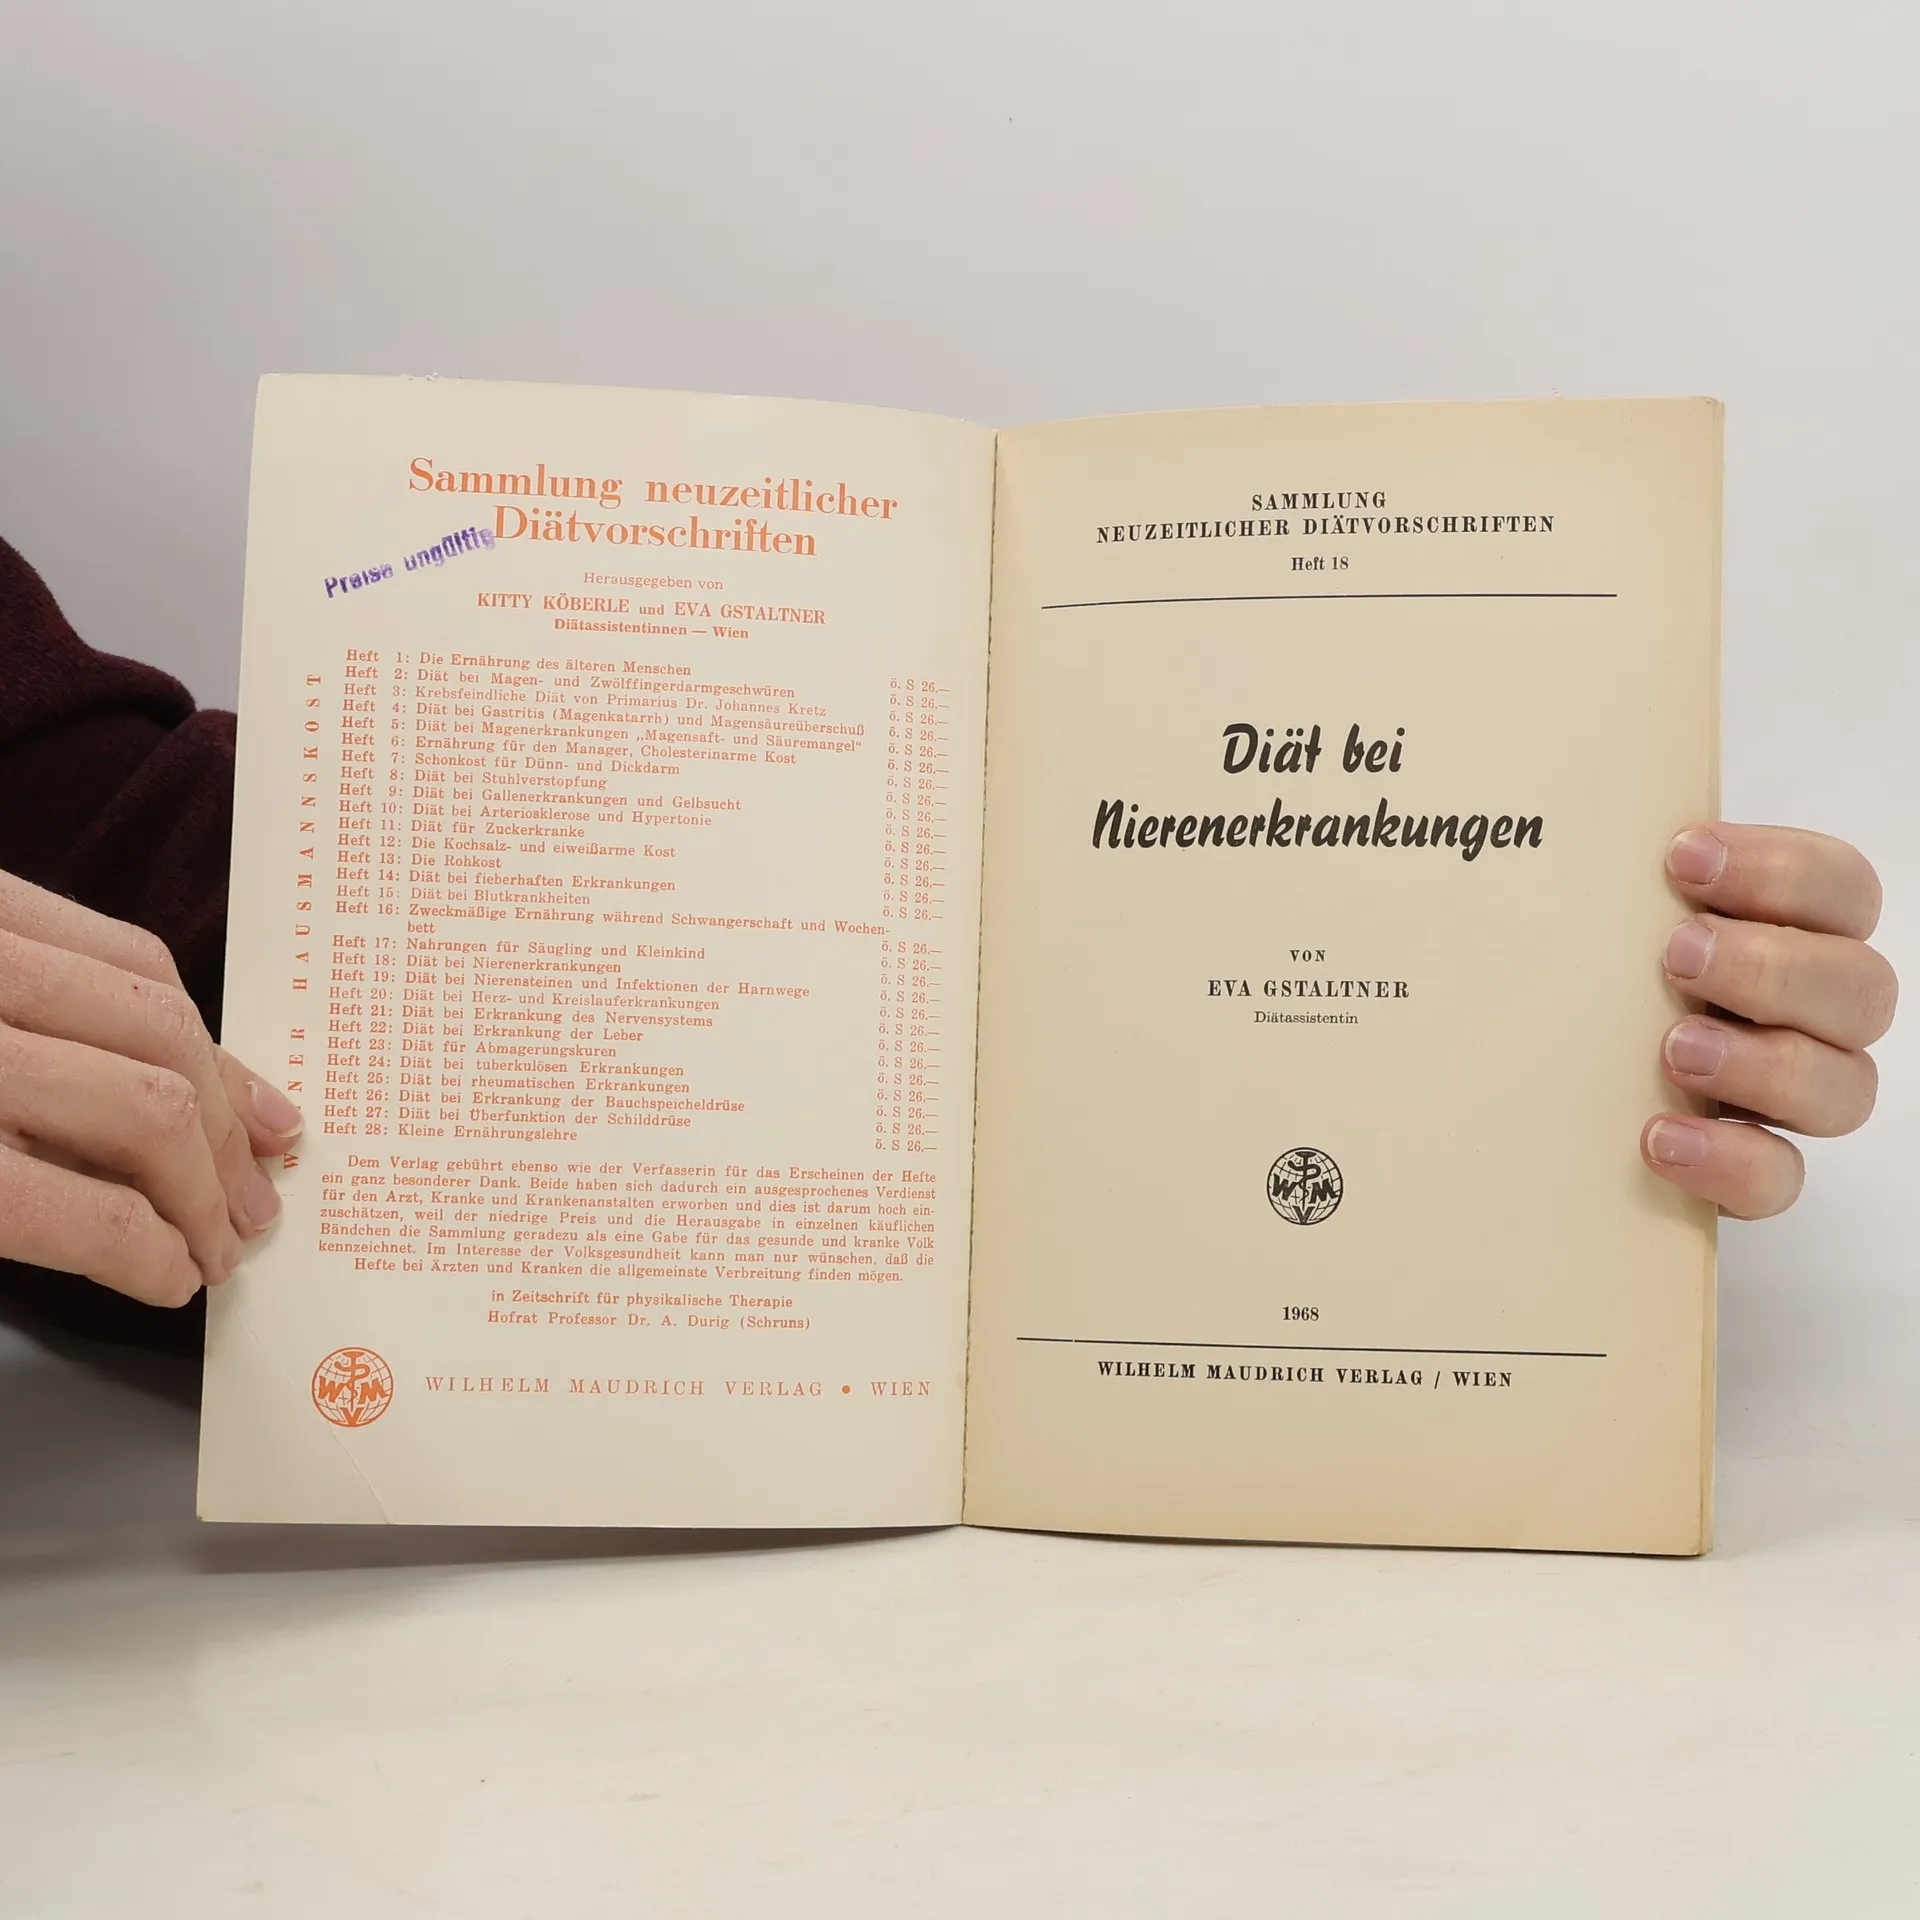 Sammlung neuzeitlicher
Diätvorschriften
Preise ungültig
Herausgegeben von
KITTY KÖBERLE und EVA GSTALTNER
Diätassistentinnen — Wien
WIENER HAUSMANNSKOST
Heft 1: Die Ernährung des älteren Menschen ö. S 26.—
Heft 2: Diät bei Magen- und Zwölffingerdarmgeschwüren ö. S 26.—
Heft 3: Krebsfeindliche Diät von Primarius Dr. Johannes Kretz ö. S 26.—
Heft 4: Diät bei Gastritis (Magenkatarrh) und Magensäureüberschuß ö. S 26.—
Heft 5: Diät bei Magenerkrankungen „Magensaft- und Säuremangel“ ö. S 26.—
Heft 6: Ernährung für den Manager, Cholesterinarme Kost ö. S 26.—
Heft 7: Schonkost für Dünn- und Dickdarm ö. S 26.—
Heft 8: Diät bei Stuhlverstopfung ö. S 26.—
Heft 9: Diät bei Gallenerkrankungen und Gelbsucht ö. S 26.—
Heft 10: Diät bei Arteriosklerose und Hypertonie ö. S 26.—
Heft 11: Diät für Zuckerkranke ö. S 26.—
Heft 12: Die Kochsalz- und eiweißarme Kost ö. S 26.—
Heft 13: Die Rohkost ö. S 26.—
Heft 14: Diät bei fieberhaften Erkrankungen ö. S 26.—
Heft 15: Diät bei Blutkrankheiten ö. S 26.—
Heft 16: Zweckmäßige Ernährung während Schwangerschaft und Wochen-
bett ö. S 26.—
Heft 17: Nahrungen für Säugling und Kleinkind ö. S 26.—
Heft 18: Diät bei Nierenerkrankungen ö. S 26.—
Heft 19: Diät bei Nierensteinen und Infektionen der Harnwege ö. S 26.—
Heft 20: Diät bei Herz- und Kreislauferkrankungen ö. S 26.—
Heft 21: Diät bei Erkrankung des Nervensystems ö. S 26.—
Heft 22: Diät bei Erkrankung der Leber ö. S 26.—
Heft 23: Diät für Abmagerungskuren ö. S 26.—
Heft 24: Diät bei tuberkulösen Erkrankungen ö. S 26.—
Heft 25: Diät bei rheumatischen Erkrankungen ö. S 26.—
Heft 26: Diät bei Erkrankung der Bauchspeicheldrüse ö. S 26.—
Heft 27: Diät bei Überfunktion der Schilddrüse ö. S 26.—
Heft 28: Kleine Ernährungslehre ö. S 26.—
Dem Verlag gebührt ebenso wie der Verfasserin für das Erscheinen der Hefte
ein ganz besonderer Dank. Beide haben sich dadurch ein ausgesprochenes Verdienst
für den Arzt, Kranke und Krankenanstalten erworben und dies ist darum hoch ein-
zuschätzen, weil der niedrige Preis und die Herausgabe in einzelnen käuflichen
Bändchen die Sammlung geradezu als eine Gabe für das gesunde und kranke Volk
kennzeichnet. Im Interesse der Volksgesundheit kann man nur wünschen, daß die
Hefte bei Ärzten und Kranken die allgemeinste Verbreitung finden mögen.
in Zeitschrift für physikalische Therapie
Hofrat Professor Dr. A. Durig (Schruns)
WMV
WILHELM MAUDRICH VERLAG • WIEN
SAMMLUNG
NEUZEITLICHER DIÄTVORSCHRIFTEN
Heft 18
Diät bei
Nierenerkrankungen
VON
EVA GSTALTNER
Diätassistentin
WMV
1968
WILHELM MAUDRICH VERLAG / WIEN